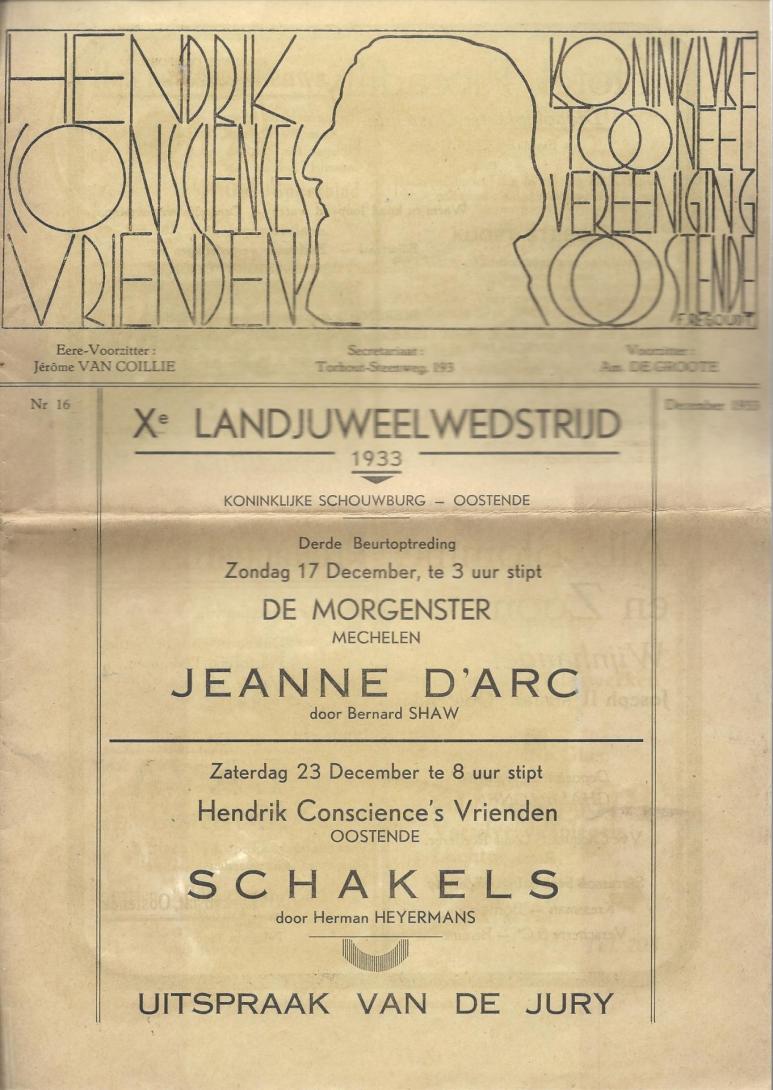 HENDRIK
CONSCIENCE'S
VRIENDEN
KONINKLYKE
TOONEEL
VEREENIGING
OOSTENDE
Eere-Voorzitter :
Jérôme VAN COILLIE
Secretariaat :
Torhout-Steenweg, 193
Voorzitter :
Am. DE GROOTE
Nr 16
December 1933
Xe LANDJUWEELWEDSTRIJD
1933
KONINKLIJKE SCHOUWBURG — OOSTENDE
Derde Beurtoptreding
Zondag 17 December, te 3 uur stipt
DE MORGENSTER
MECHELEN
JEANNE D'ARC
door Bernard SHAW
Zaterdag 23 December te 8 uur stipt
Hendrik Conscience's Vrienden
OOSTENDE
SCHAKELS
door Herman HEYERMANS
UITSPRAAK VAN DE JURY